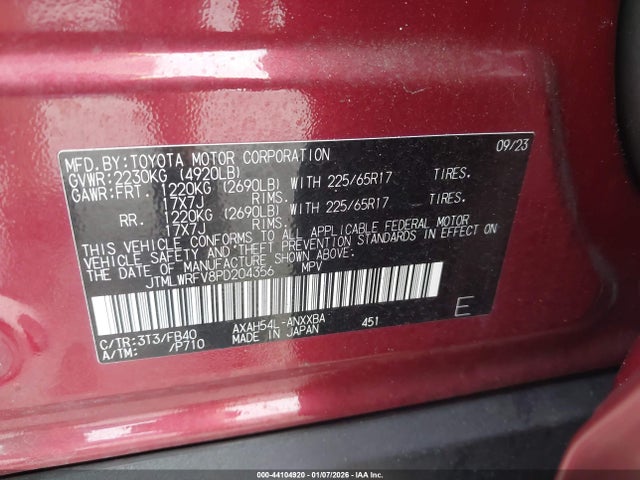 MFD. BY: TOYOTA MOTOR CORPORATION 09/23
GVWR: 2230KG (4920LB)
GAWR: FRT. 1220KG (2690LB) WITH 225/65R17 TIRES.
17X7J RIMS.
RR. 1220KG (2690LB) WITH 225/65R17 TIRES.
17X7J RIMS.
THIS VEHICLE CONFORMS TO ALL APPLICABLE FEDERAL MOTOR
VEHICLE SAFETY AND THEFT PREVENTION STANDARDS IN EFFECT ON
THE DATE OF MANUFACTURE SHOWN ABOVE.
JTMLWRFV8PD204356 MPV
C/TR: 3T3/FB40 AXAH54L-ANXXBA 451 E
A/TM: /P710 MADE IN JAPAN
000-44104920 - 01/07/2026 - IAAI